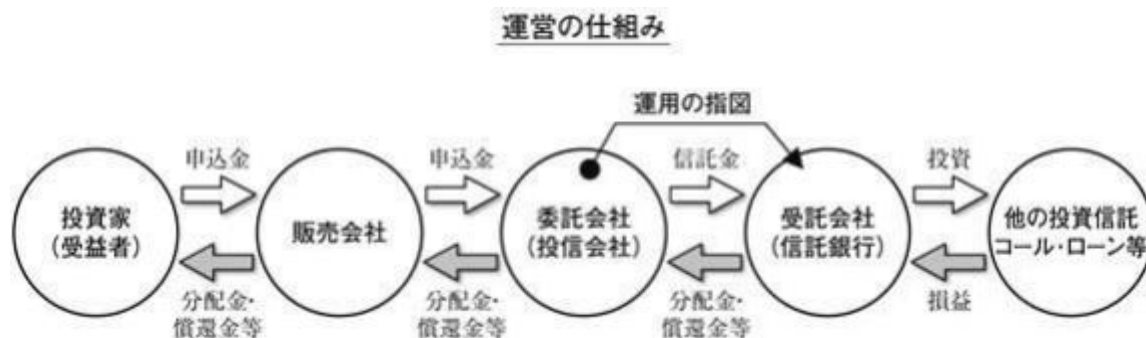 運営の仕組み
運用の指図
申込金
申込金
信託金
投資
投資家
(受益者)
販売会社
委託会社
(投信会社)
受託会社
(信託銀行)
他の投資信託
コール・ローン等
分配金・
償還金等
分配金・
償還金等
分配金・
償還金等
損益